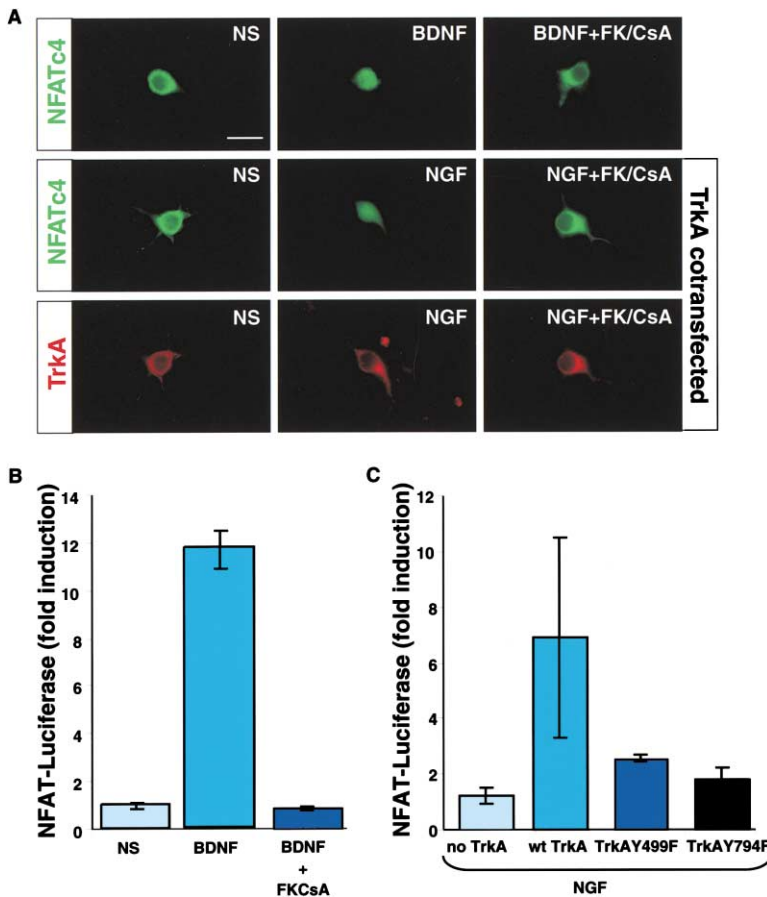 A
NFATc4
NS
BDNF
BDNF+FK/CsA
NFATc4
NS
NGF
NGF+FK/CsA
TrkA
NS
NGF
NGF+FK/CsA
TrkA cotransfected
B
NFAT-Luciferase (fold induction)
14
12
10
8
6
4
2
0
NS
BDNF
BDNF
+
FKCsA
C
NFAT-Luciferase (fold induction)
12
10
8
6
4
2
0
no TrkA
wt TrkA
TrkAY499F
TrkAY794F
NGF